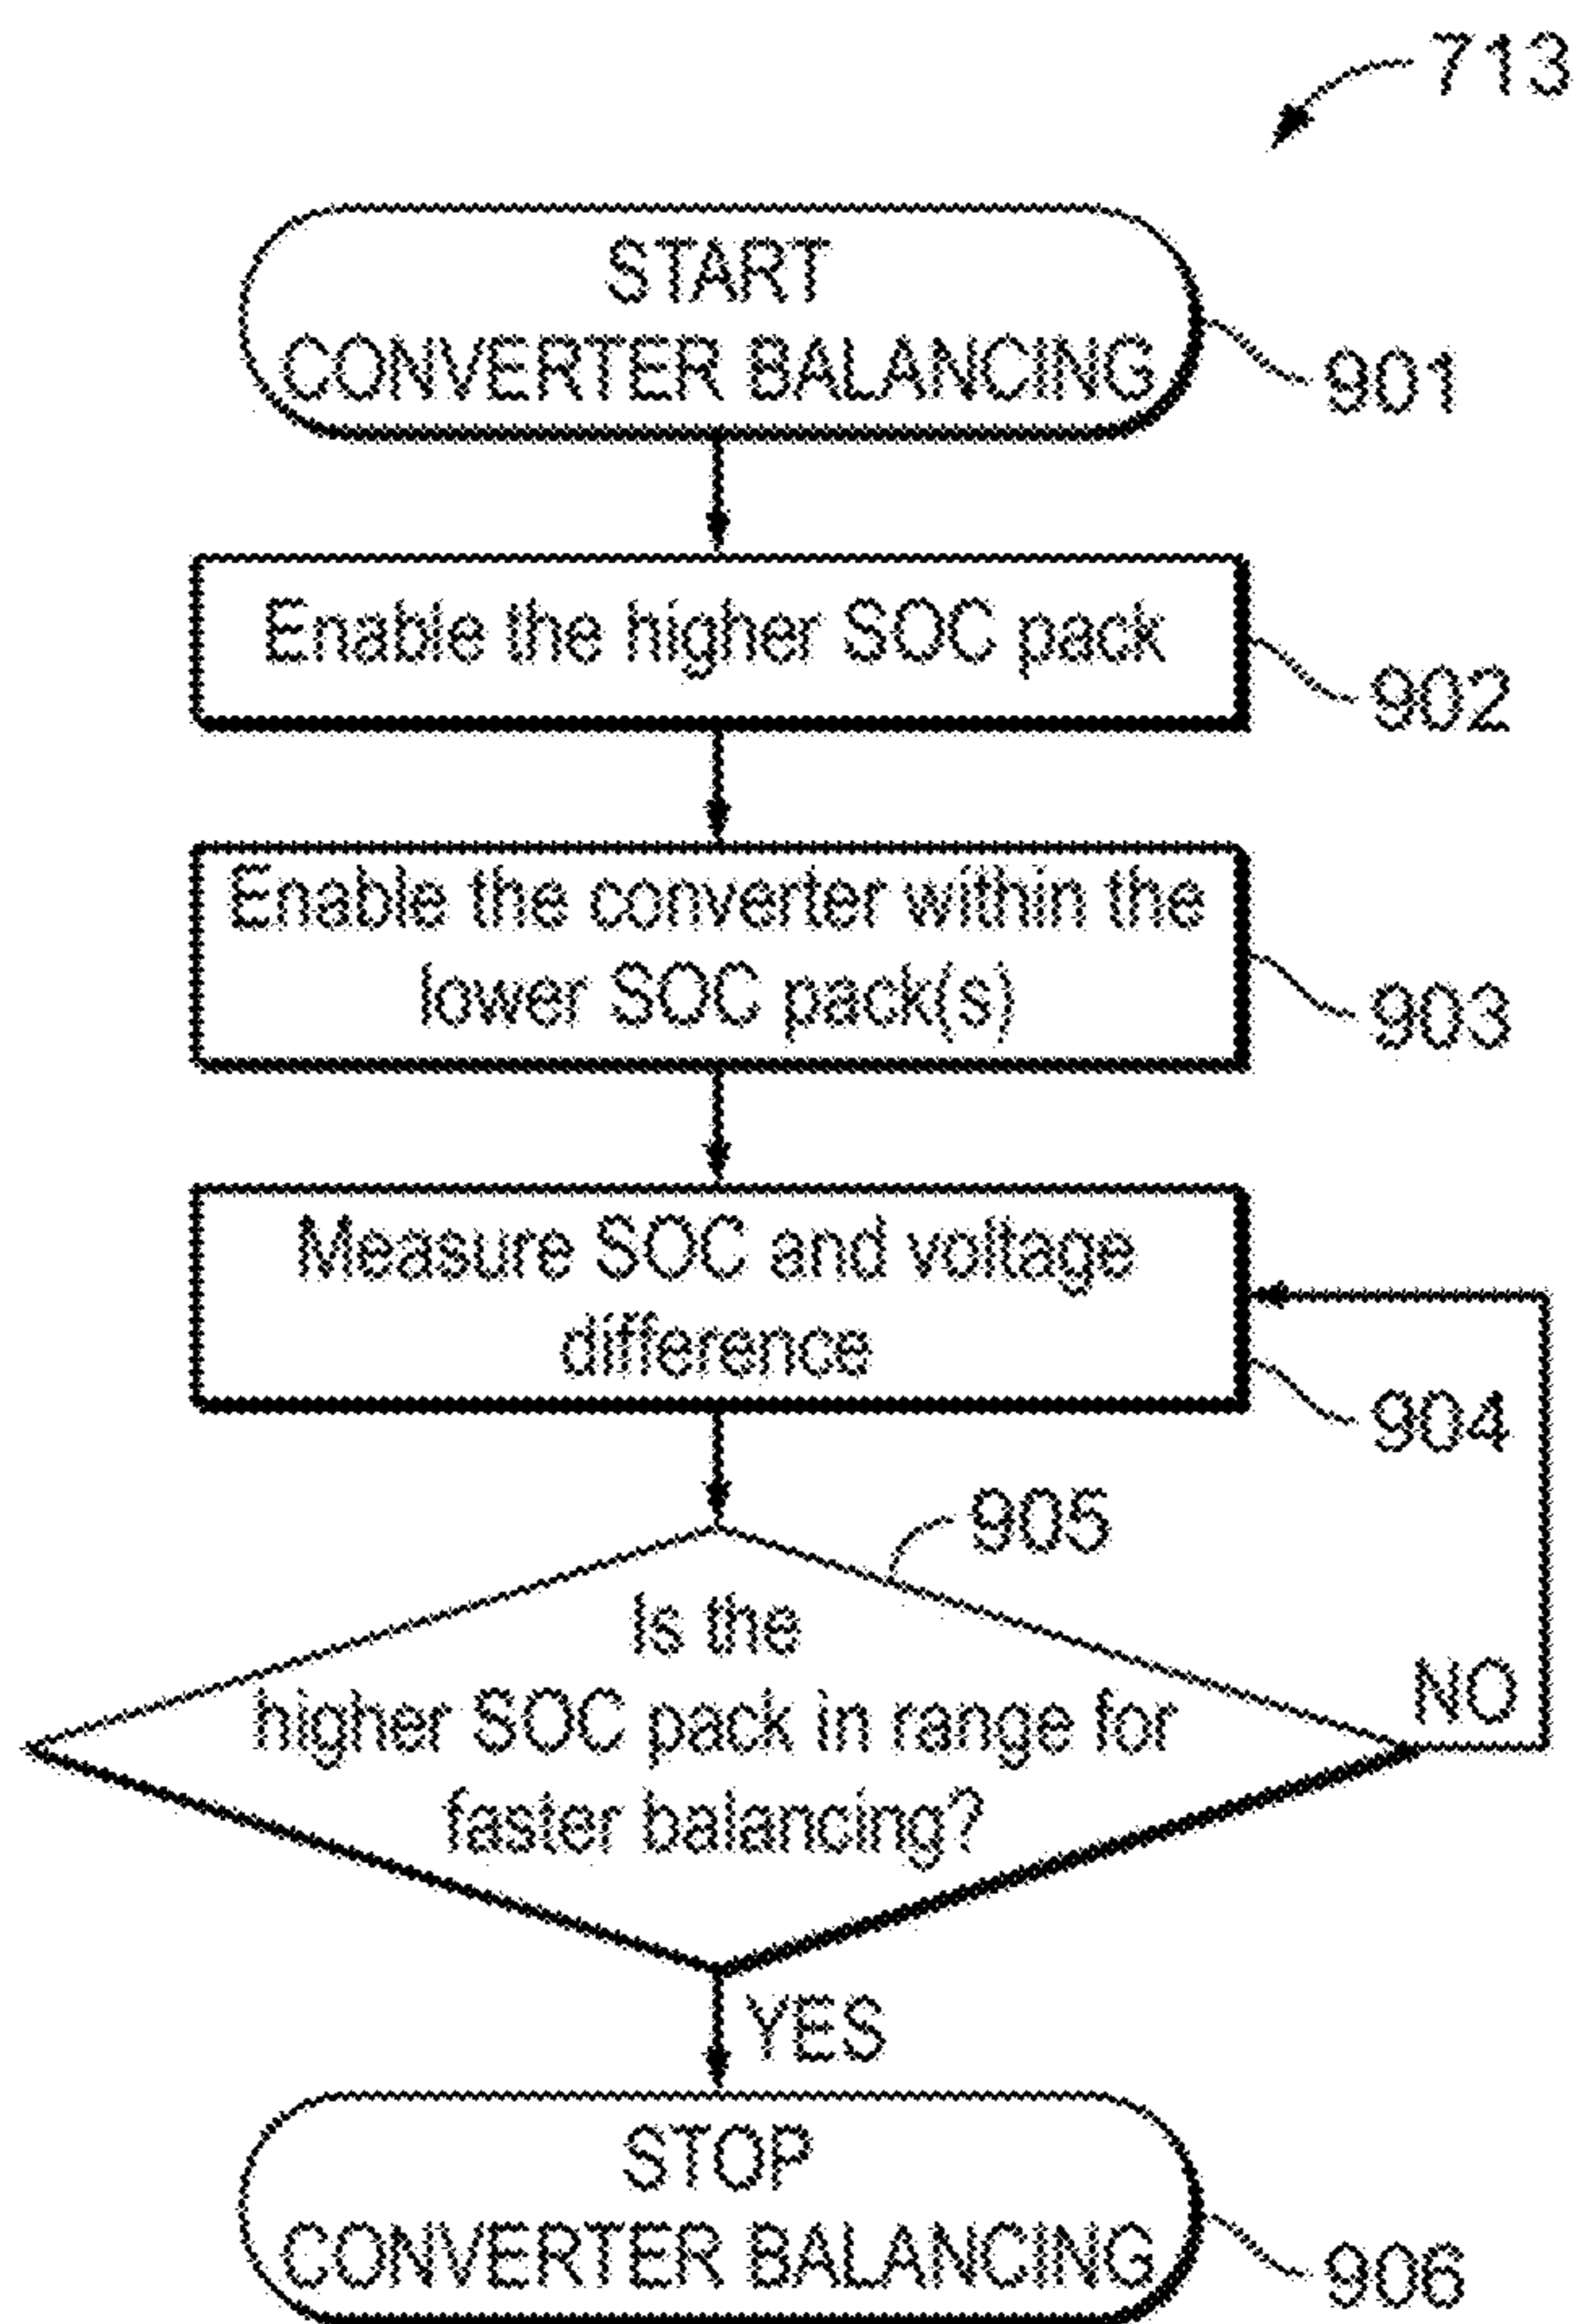 713
START
CONVERTER BALANCING
901
Enable the higher SOC pack
902
Enable the converter within the
lower SOC pack(s)
903
Measure SOC and voltage
difference
904
905
Is the
higher SOC pack in range for
faster balancing?
NO
YES
STOP
CONVERTER BALANCING
906